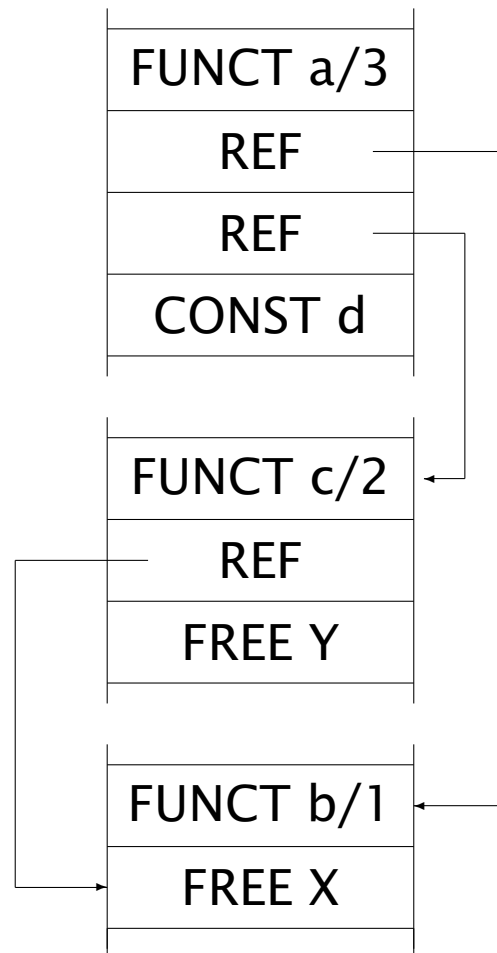 FUNCT a/3
REF
REF
CONST d
FUNCT c/2
REF
FREE Y
FUNCT b/1
FREE X